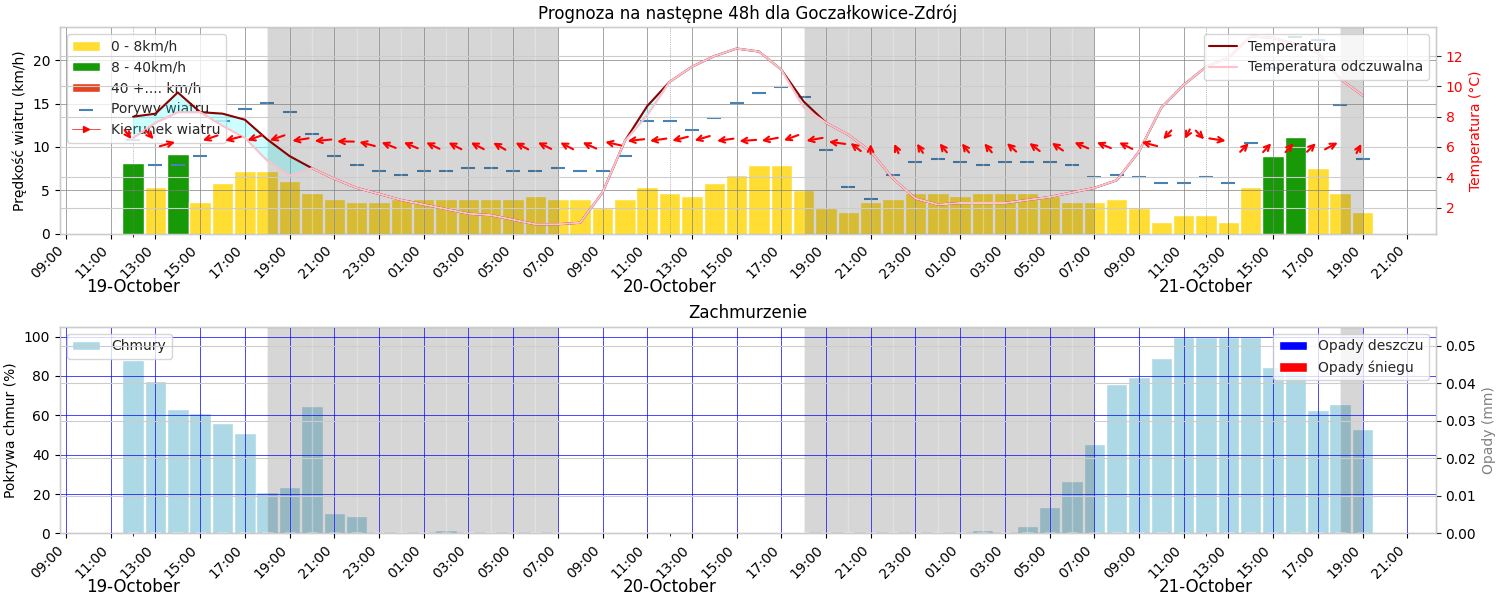 Prognoza na następne 48h dla Goczałkowice-Zdrój
Prędkość wiatru (km/h)
20
15
10
5
0
0 - 8km/h
8 - 40km/h
40 +.... km/h
Porywy wiatru
Kierunek wiatru
Temperatura
Temperatura odczuwalna
12
10
8
6
4
2
Temperatura (°C)
09:00 11:00 13:00 15:00 17:00 19:00 21:00 23:00 01:00 03:00 05:00 07:00 09:00 11:00 13:00 15:00 17:00 19:00 21:00 23:00 01:00 03:00 05:00 07:00 09:00 11:00 13:00 15:00 17:00 19:00 21:00
19-October 20-October 21-October
Zachmurzenie
Pokrywa chmur (%)
100
80
60
40
20
0
Chmury
Opady deszczu
Opady śniegu
0.05
0.04
0.03
0.02
0.01
0.00
Opady (mm)
09:00 11:00 13:00 15:00 17:00 19:00 21:00 23:00 01:00 03:00 05:00 07:00 09:00 11:00 13:00 15:00 17:00 19:00 21:00 23:00 01:00 03:00 05:00 07:00 09:00 11:00 13:00 15:00 17:00 19:00 21:00
19-October 20-October 21-October